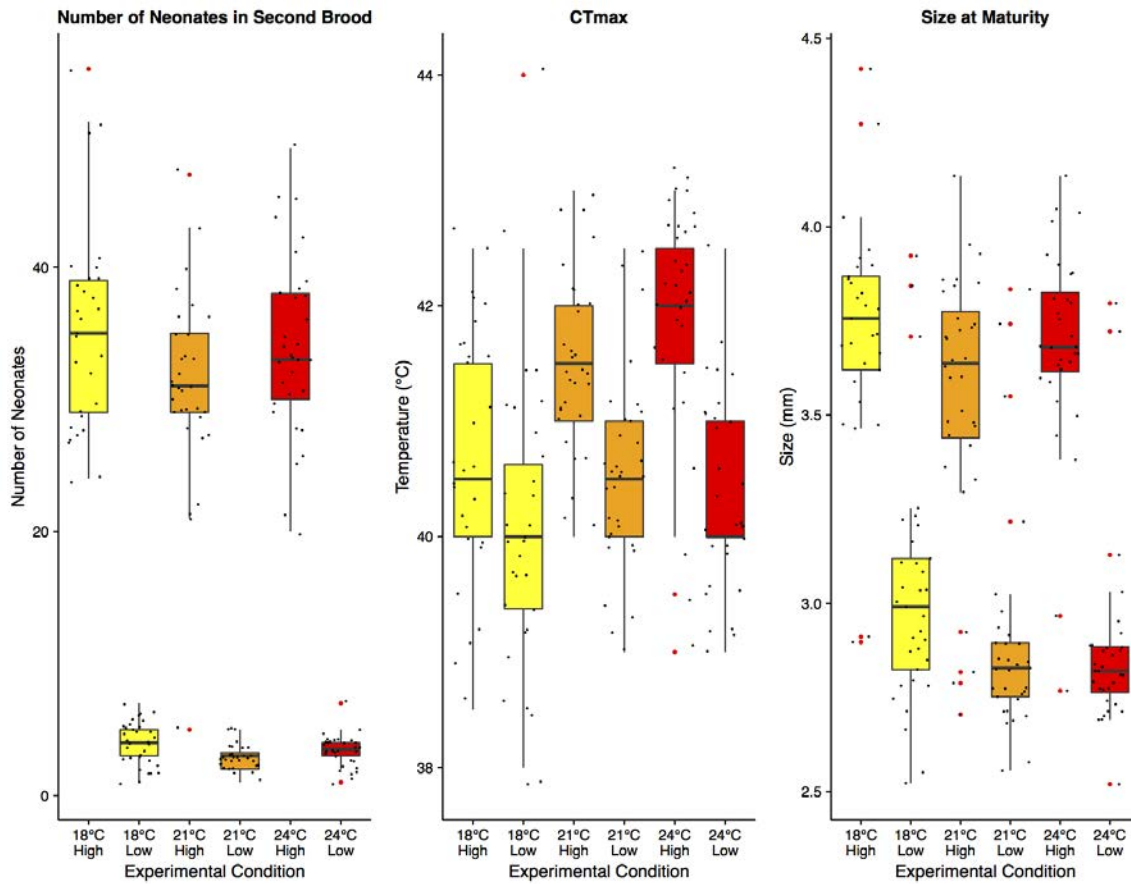 Number of Neonates in Second Brood
Number of Neonates
40
20
0
18°C 18°C 21°C 21°C 24°C 24°C
High Low High Low High Low
Experimental Condition
CTmax
Temperature (°C)
44
42
40
38
18°C 18°C 21°C 21°C 24°C 24°C
High Low High Low High Low
Experimental Condition
Size at Maturity
Size (mm)
4.5
4.0
3.5
3.0
2.5
18°C 18°C 21°C 21°C 24°C 24°C
High Low High Low High Low
Experimental Condition